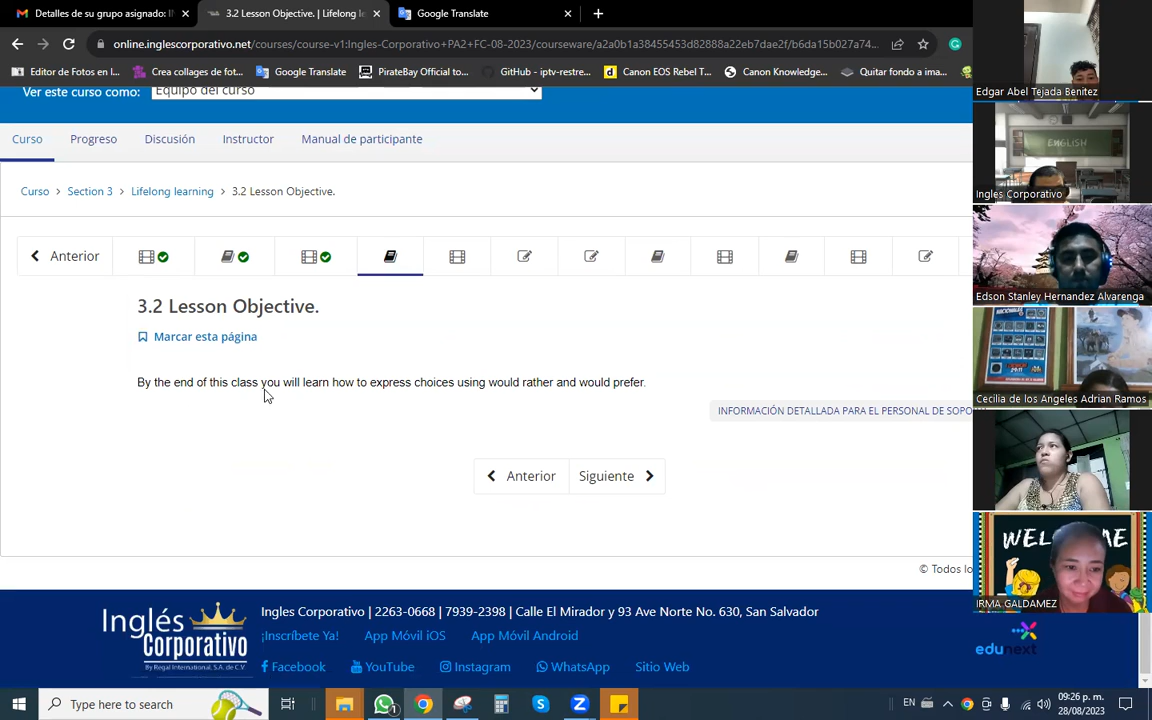 Detalles de su grupo asignado: I
3.2 Lesson Objective. | Lifelong le
Google Translate
online.inglescorporativo.net/courses/course-v1:Ingles-Corporativo+PA2+FC-08-2023/courseware/a2a0b1a38455453d82888a22eb7dae2f/b6da15b027a74...
Editor de Fotos en l...
Crea collages de fot...
Google Translate
PirateBay Official to...
GitHub - iptv-restre...
Canon EOS Rebel T...
Canon Knowledge...
Quitar fondo a ima...
Ver este curso como:
Equipo del curso
Curso
Progreso
Discusión
Instructor
Manual de participante
Curso > Section 3 > Lifelong learning > 3.2 Lesson Objective.
Anterior
3.2 Lesson Objective.
Marcar esta página
By the end of this class you will learn how to express choices using would rather and would prefer.
INFORMACIÓN DETALLADA PARA EL PERSONAL DE SOPO
Anterior
Siguiente
© Todos lo
Inglés Corporativo
By Regal International, S.A. de C.V.
Ingles Corporativo | 2263-0668 | 7939-2398 | Calle El Mirador y 93 Ave Norte No. 630, San Salvador
¡Inscríbete Ya!
App Móvil iOS
App Móvil Android
Facebook
YouTube
Instagram
WhatsApp
Sitio Web
edunext
Edgar Abel Tejada Benitez
ENGLISH
Ingles Corporativo
Edson Stanley Hernandez Alvarenga
Cecilia de los Angeles Adrian Ramos
WELCOME
IRMA GALDAMEZ
Type here to search
1
EN
09:26 p. m.
28/08/2023